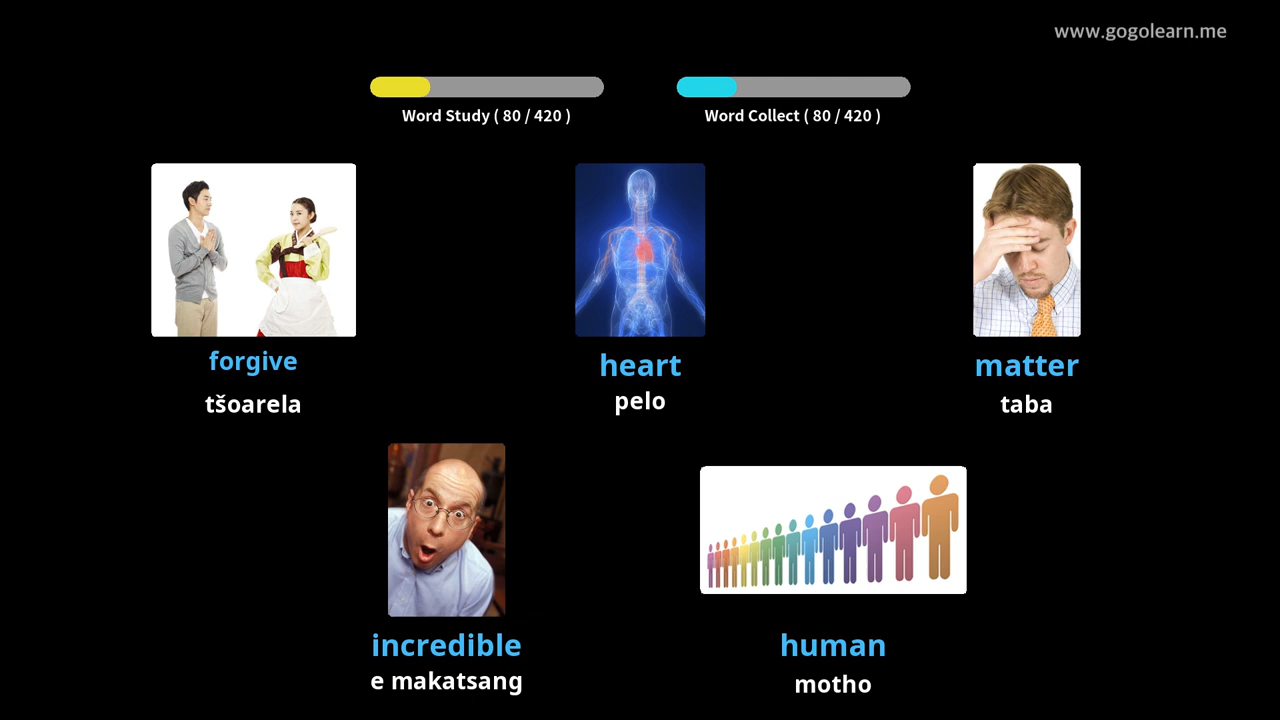 www.gogolearn.me
Word Study ( 80 / 420 )
Word Collect ( 80 / 420 )
forgive
tšoarela
heart
pelo
matter
taba
incredible
e makatsang
human
motho